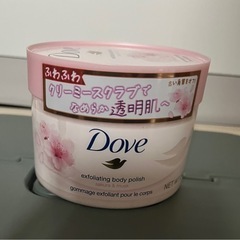 ふわふわ
クリーミースクラブで
なめらか透明肌へ
Dove
exfoliating body polish
gommage exfoliant pour le corps